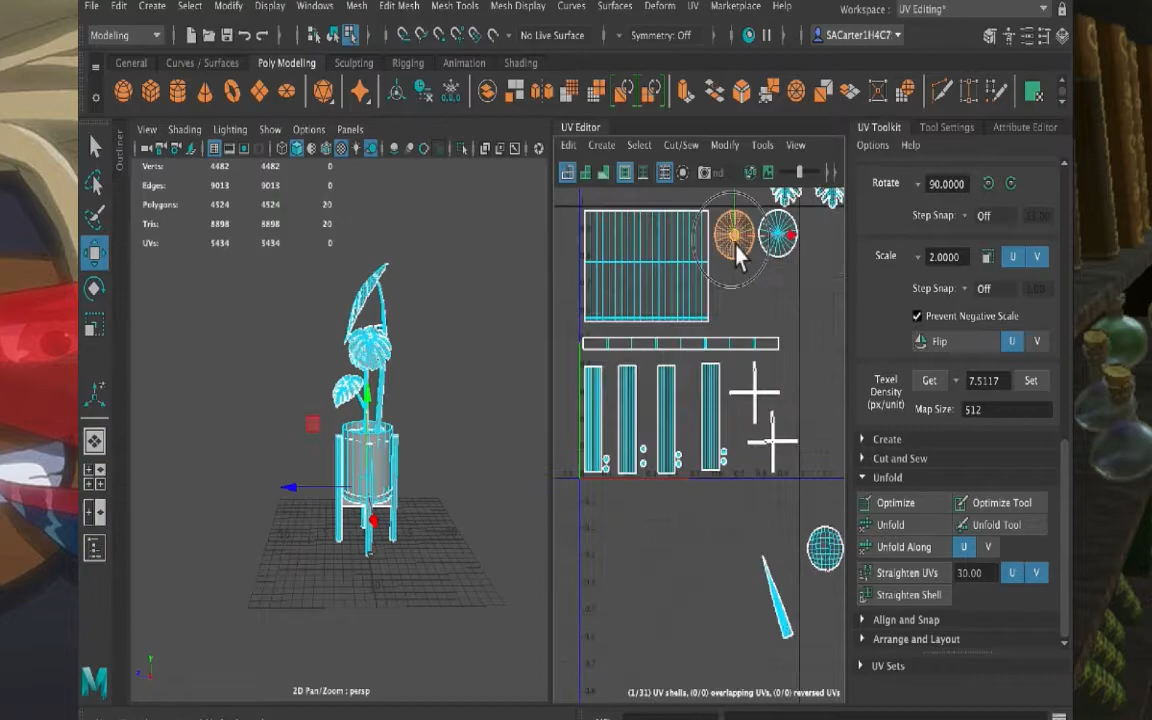 File Edit Create Select Modify Display Windows Mesh Edit Mesh Mesh Tools Mesh Display Curves Surfaces Deform UV Marketplace Help Workspace: UV Editing*
Modeling No Live Surface Symmetry: Off SACarter1H4C7
General Curves / Surfaces Poly Modeling Sculpting Rigging Animation Shading
0,0,0
Outliner
View Shading Lighting Show Options Panels
Verts: 4482 4482 0
Edges: 9013 9013 0
Polygons: 4524 4524 20
Tris: 8898 8898 20
UVs: 5434 5434 0
2D Pan/Zoom : persp
UV Editor
Edit Create Select Cut/Sew Modify Tools View
(1/31) UV shells, (0/0) overlapping UVs, (0/0) reversed UVs
UV Toolkit Tool Settings Attribute Editor
Options Help
Rotate 90.0000
Step Snap: Off
Scale 2.0000 U V
Step Snap: Off
Prevent Negative Scale
Flip U V
Texel Density (px/unit) Get 7.5117 Set
Map Size: 512
Create
Cut and Sew
Unfold
Optimize Optimize Tool
Unfold Unfold Tool
Unfold Along U V
Straighten UVs 30.00 U V
Straighten Shell
Align and Snap
Arrange and Layout
UV Sets